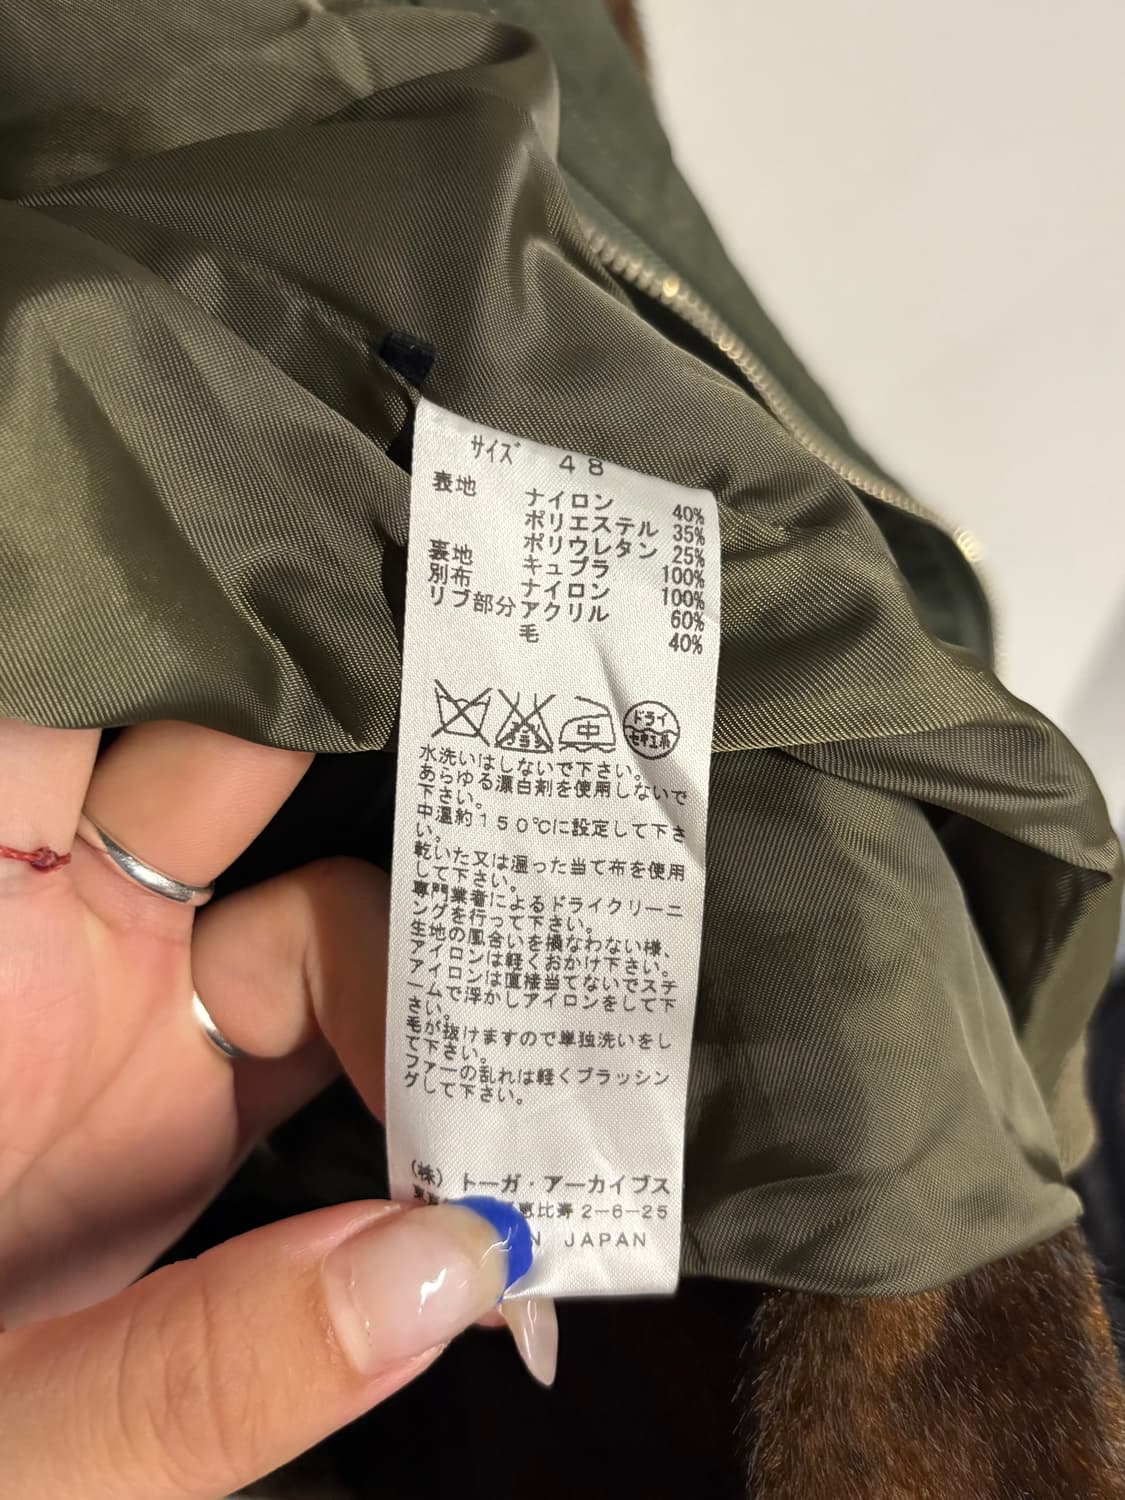 サイズ 48
表地 ナイロン 40%
ポリエステル 35%
ポリウレタン 25%
裏地 キュプラ 100%
別布 ナイロン 100%
リブ部分 アクリル 60%
毛 40%
中 ドライ
セキユ系
水洗いはしないで下さい。
あらゆる漂白剤を使用しないで
下さい。
中温約150℃に設定して下さ
い。
乾いた又は湿った当て布を使用
して下さい。
専門業者によるドライクリーニ
ングを行って下さい。
生地の風合いを損なわない様、
アイロンは軽くおかけ下さい。
アイロンは直接当てないでスチ
ームで浮かしアイロンをして下
さい。
毛が抜けますので単独洗いをし
て下さい。
ファーの乱れは軽くブラッシン
グして下さい。
(株) トーガ・アーカイブス
恵比寿 2-6-25
JAPAN